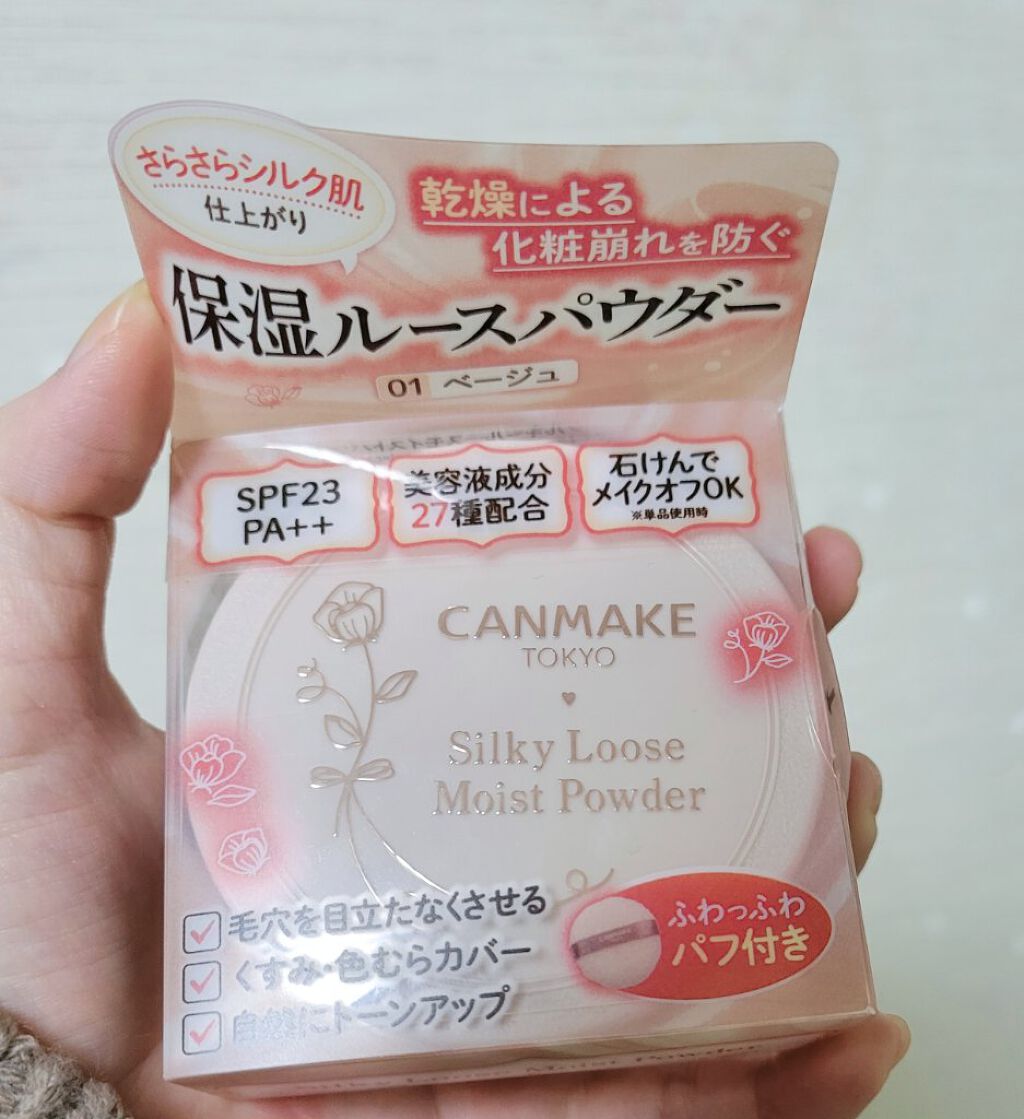 さらさらシルク肌
仕上がり
乾燥による
化粧崩れを防ぐ
保湿ルースパウダー
01 ベージュ
SPF23
PA++
美容液成分
27種配合
石けんで
メイクオフOK
※単品使用時
CANMAKE
TOKYO
Silky Loose
Moist Powder
毛穴を目立たなくさせる
くすみ・色むらカバー
自然にトーンアップ
ふわっふわ
パフ付き
Silky Loose Moist Powder